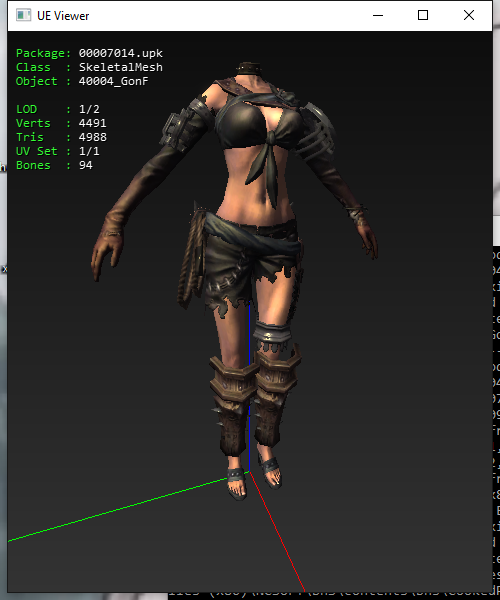 UE Viewer
Package: 00007014.upk
Class : SkeletalMesh
Object : 40004_GonF
LOD : 1/2
Verts : 4491
Tris : 4988
UV Set : 1/1
Bones : 94